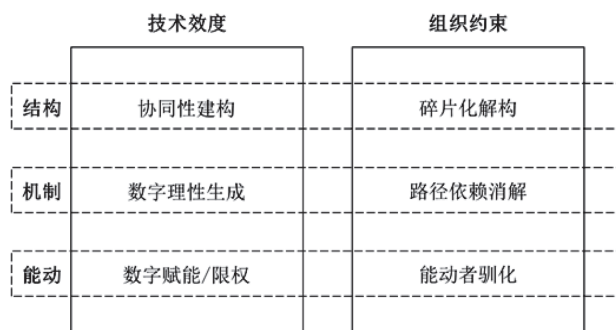 技术效度 组织约束
结构 协同性建构 碎片化解构
机制 数字理性生成 路径依赖消解
能动 数字赋能/限权 能动者驯化